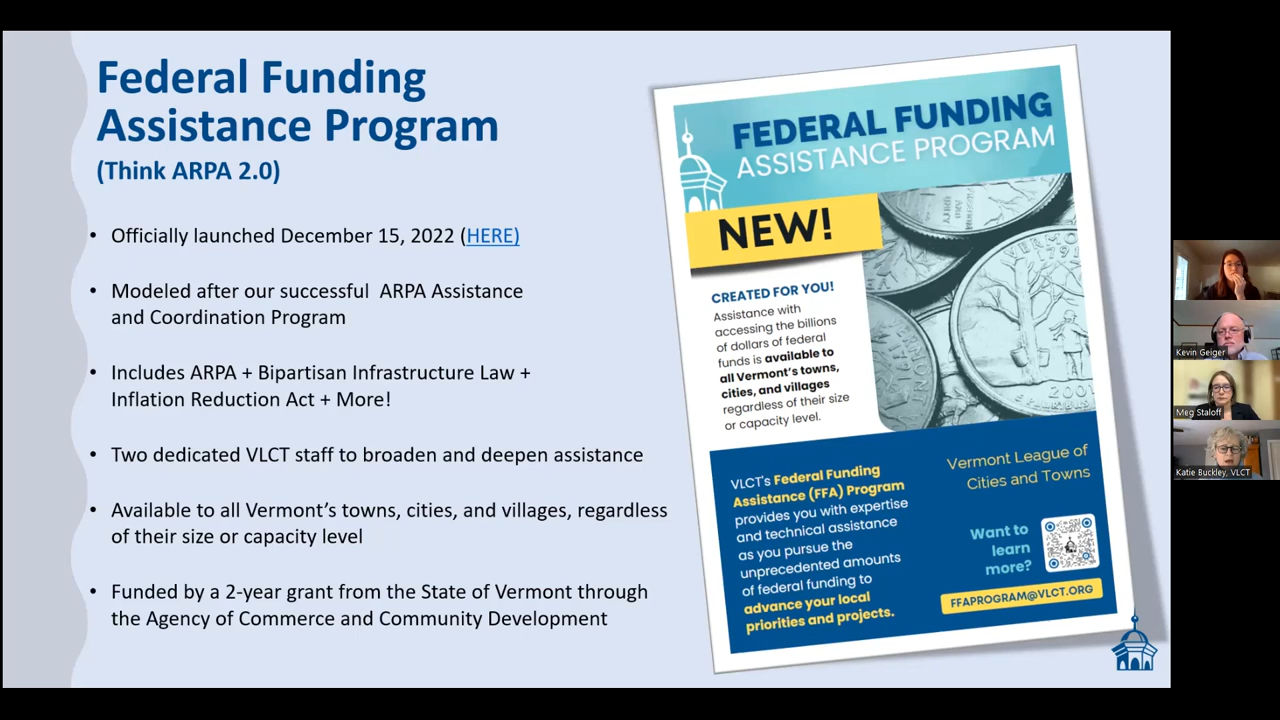 Federal Funding
Assistance Program
(Think ARPA 2.0)
• Officially launched December 15, 2022 (HERE)
• Modeled after our successful ARPA Assistance
and Coordination Program
• Includes ARPA + Bipartisan Infrastructure Law +
Inflation Reduction Act + More!
• Two dedicated VLCT staff to broaden and deepen assistance
• Available to all Vermont's towns, cities, and villages, regardless
of their size or capacity level
• Funded by a 2-year grant from the State of Vermont through
the Agency of Commerce and Community Development
FEDERAL FUNDING
ASSISTANCE PROGRAM
NEW!
CREATED FOR YOU!
Assistance with
accessing the billions
of dollars of federal
funds is available to
all Vermont's towns,
cities, and villages
regardless of their size
or capacity level.
VERMONT
1791
2001
VLCT's Federal Funding
Assistance (FFA) Program
provides you with expertise
and technical assistance
as you pursue the
unprecedented amounts
of federal funding to
advance your local
priorities and projects.
Vermont League of
Cities and Towns
Want to
learn
more?
FFAPROGRAM@VLCT.ORG
Kevin Geiger
Meg Staloff
Katie Buckley, VLCT